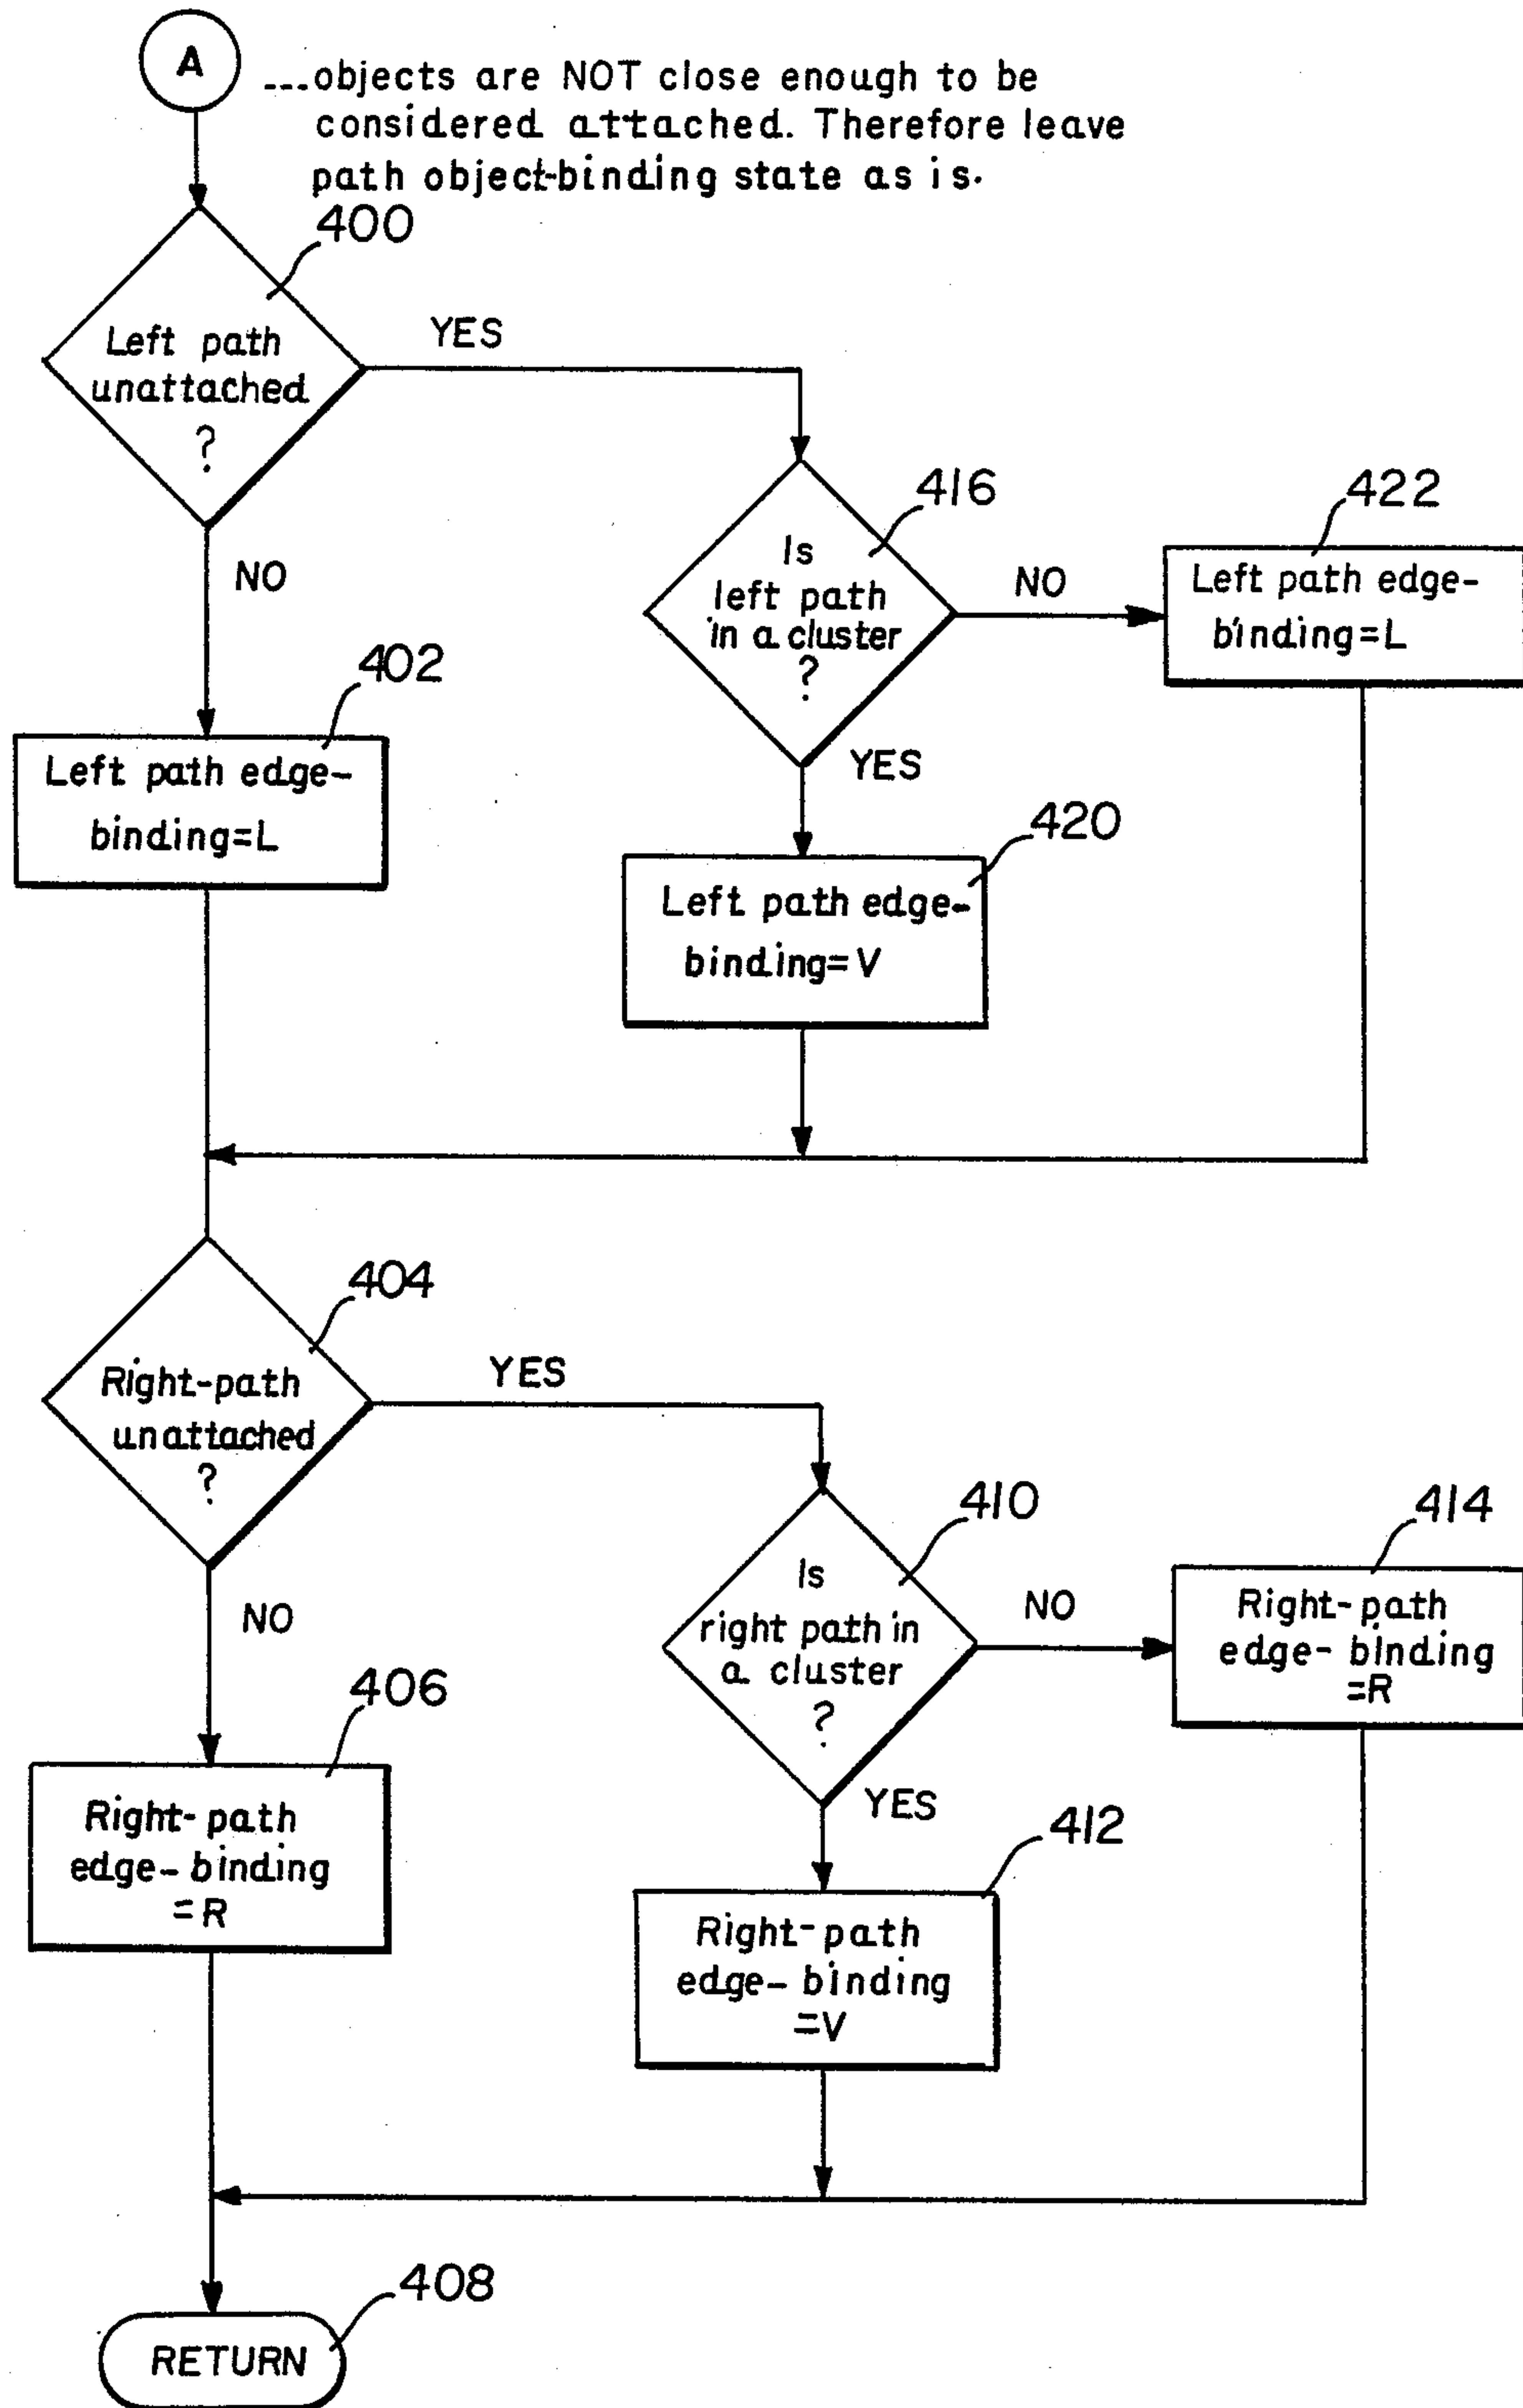 A
...objects are NOT close enough to be
considered attached. Therefore leave
path object-binding state as is.
400
Left path
unattached
?
YES
NO
416
Is
left path
in a cluster
?
NO
YES
422
Left path edge-
binding=L
402
Left path edge-
binding=L
420
Left path edge-
binding=V
404
Right-path
unattached
?
YES
NO
410
Is
right path in
a cluster
?
NO
YES
414
Right-path
edge-binding
=R
406
Right-path
edge-binding
=R
412
Right-path
edge-binding
=V
408
RETURN